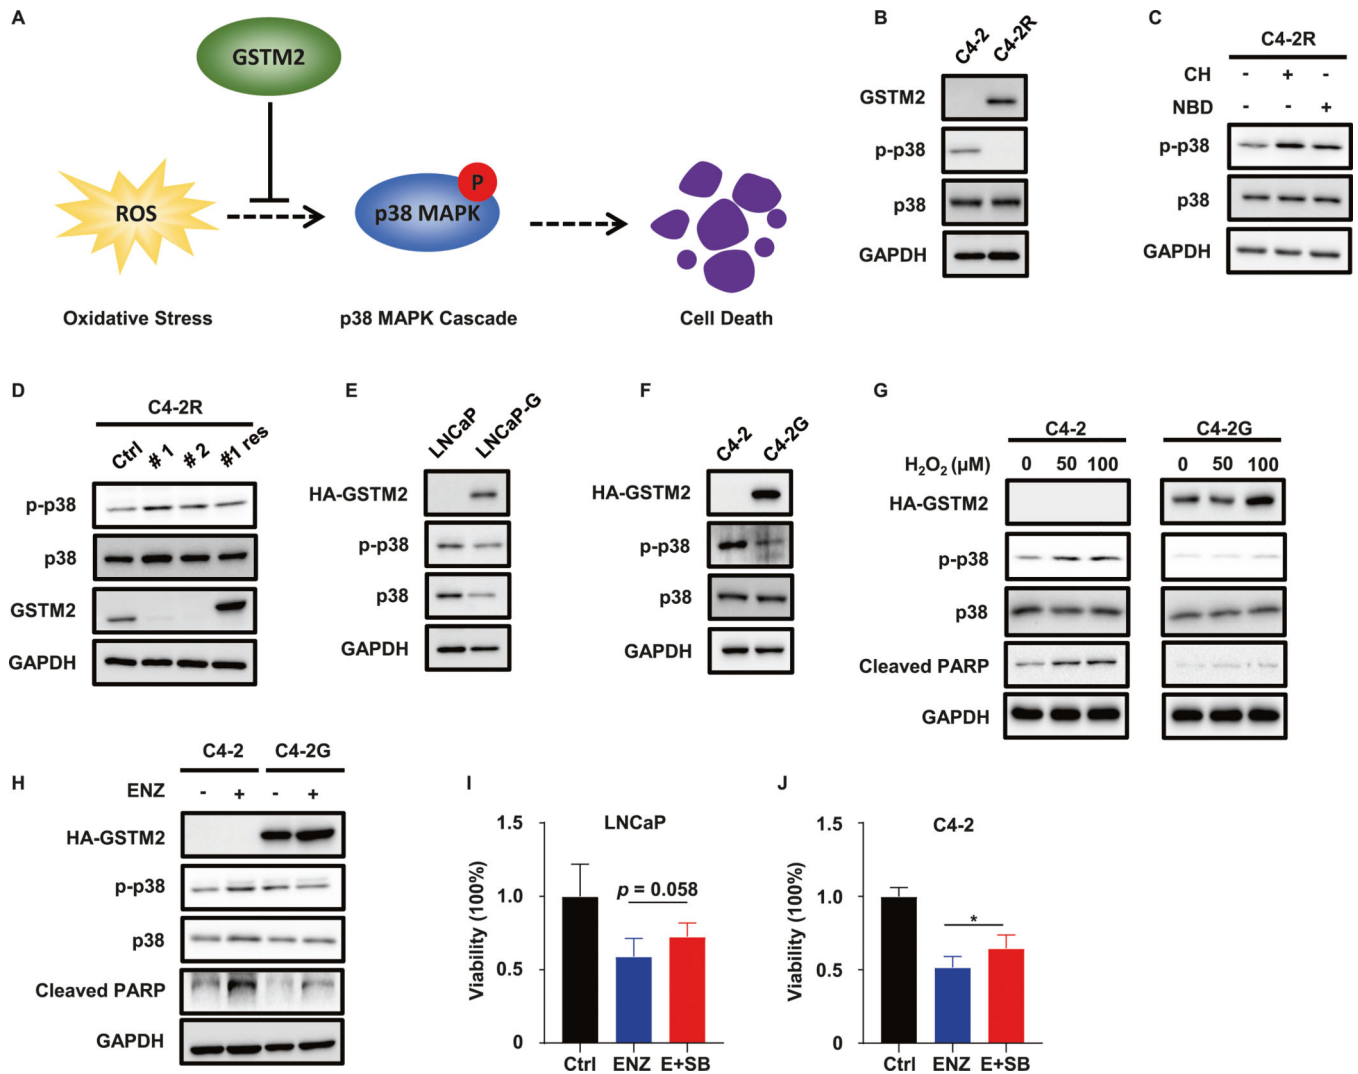 A
GSTM2
ROS
p38 MAPK
P
Oxidative Stress
p38 MAPK Cascade
Cell Death
B
C4-2
C4-2R
GSTM2
p-p38
p38
GAPDH
C
C4-2R
CH - + -
NBD - - +
p-p38
p38
GAPDH
D
C4-2R
Ctrl
# 1
# 2
#1 res
p-p38
p38
GSTM2
GAPDH
E
LNCaP
LNCaP-G
HA-GSTM2
p-p38
p38
GAPDH
F
C4-2
C4-2G
HA-GSTM2
p-p38
p38
GAPDH
G
C4-2
C4-2G
H₂O₂ (µM) 0 50 100 0 50 100
HA-GSTM2
p-p38
p38
Cleaved PARP
GAPDH
H
C4-2
C4-2G
ENZ - + - +
HA-GSTM2
p-p38
p38
Cleaved PARP
GAPDH
I
LNCaP
Viability (100%)
1.5
1.0
0.5
0
p = 0.058
Ctrl ENZ E+SB
J
C4-2
Viability (100%)
1.5
1.0
0.5
0
*
Ctrl ENZ E+SB